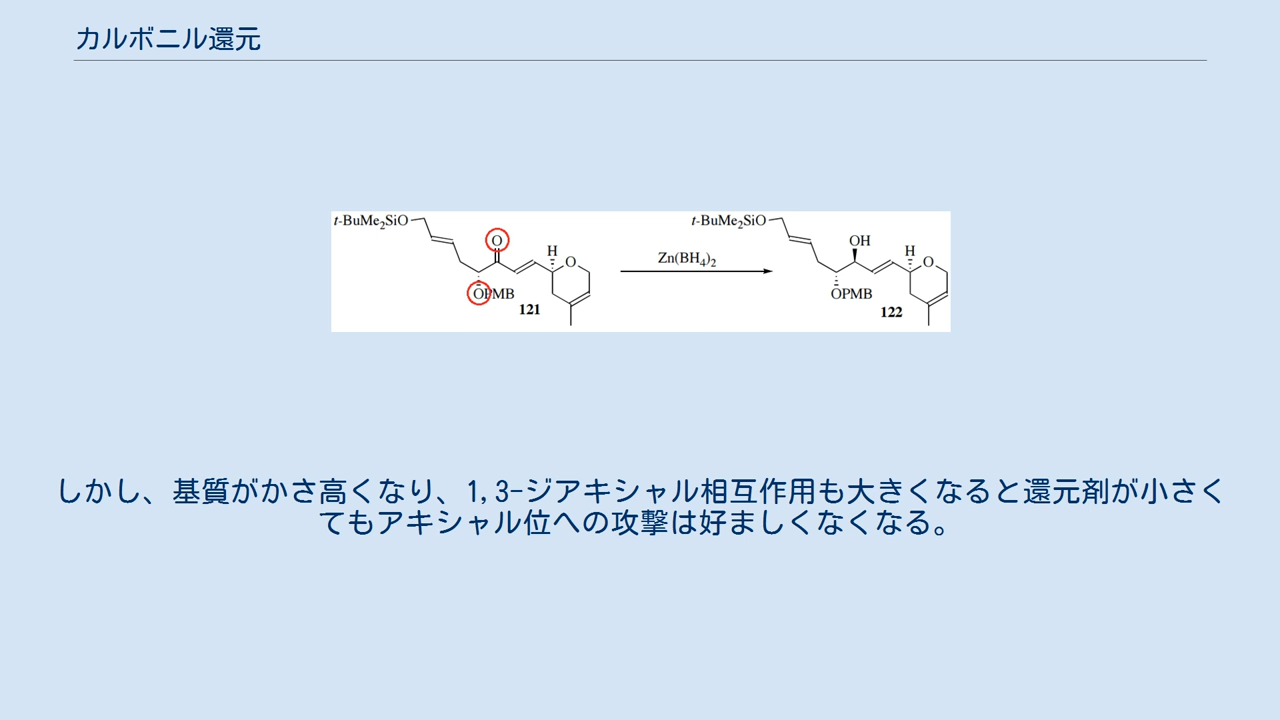 カルボニル還元
t-BuMe2SiO
O
H
O
OPMB
121
Zn(BH4)2
t-BuMe2SiO
OH
H
O
OPMB
122
しかし、基質がかさ高くなり、1,3-ジアキシャル相互作用も大きくなると還元剤が小さく
てもアキシャル位への攻撃は好ましくなくなる。